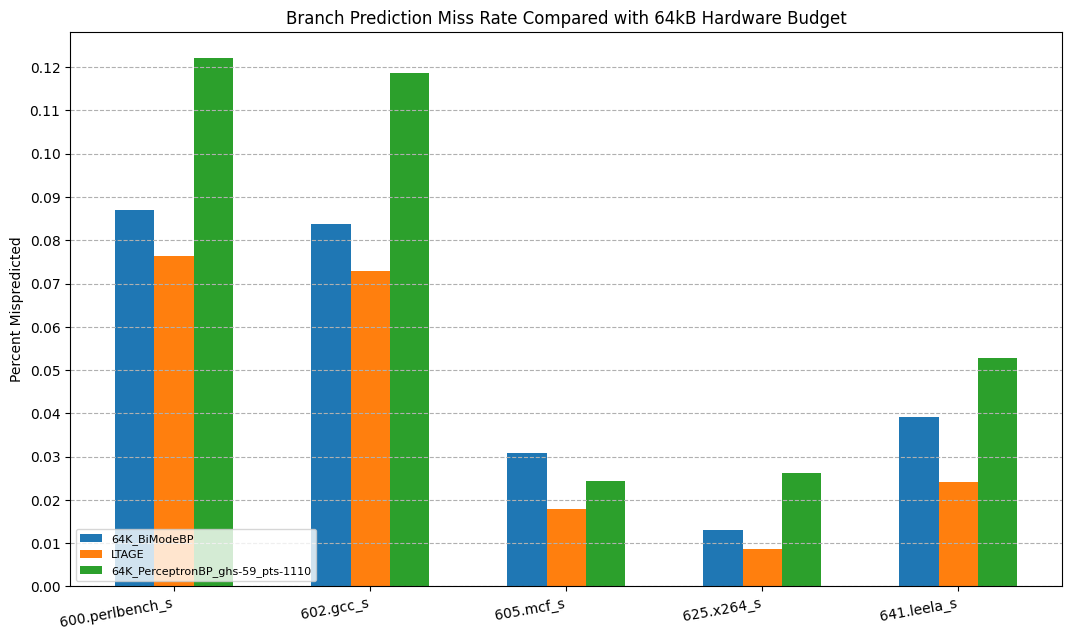 Branch Prediction Miss Rate Compared with 64kB Hardware Budget
Percent Mispredicted
0.12
0.11
0.10
0.09
0.08
0.07
0.06
0.05
0.04
0.03
0.02
0.01
0.00
64K_BiModeBP
LTAGE
64K_PerceptronBP_ghs-59_pts-1110
600.perlbench_s
602.gcc_s
605.mcf_s
625.x264_s
641.leela_s